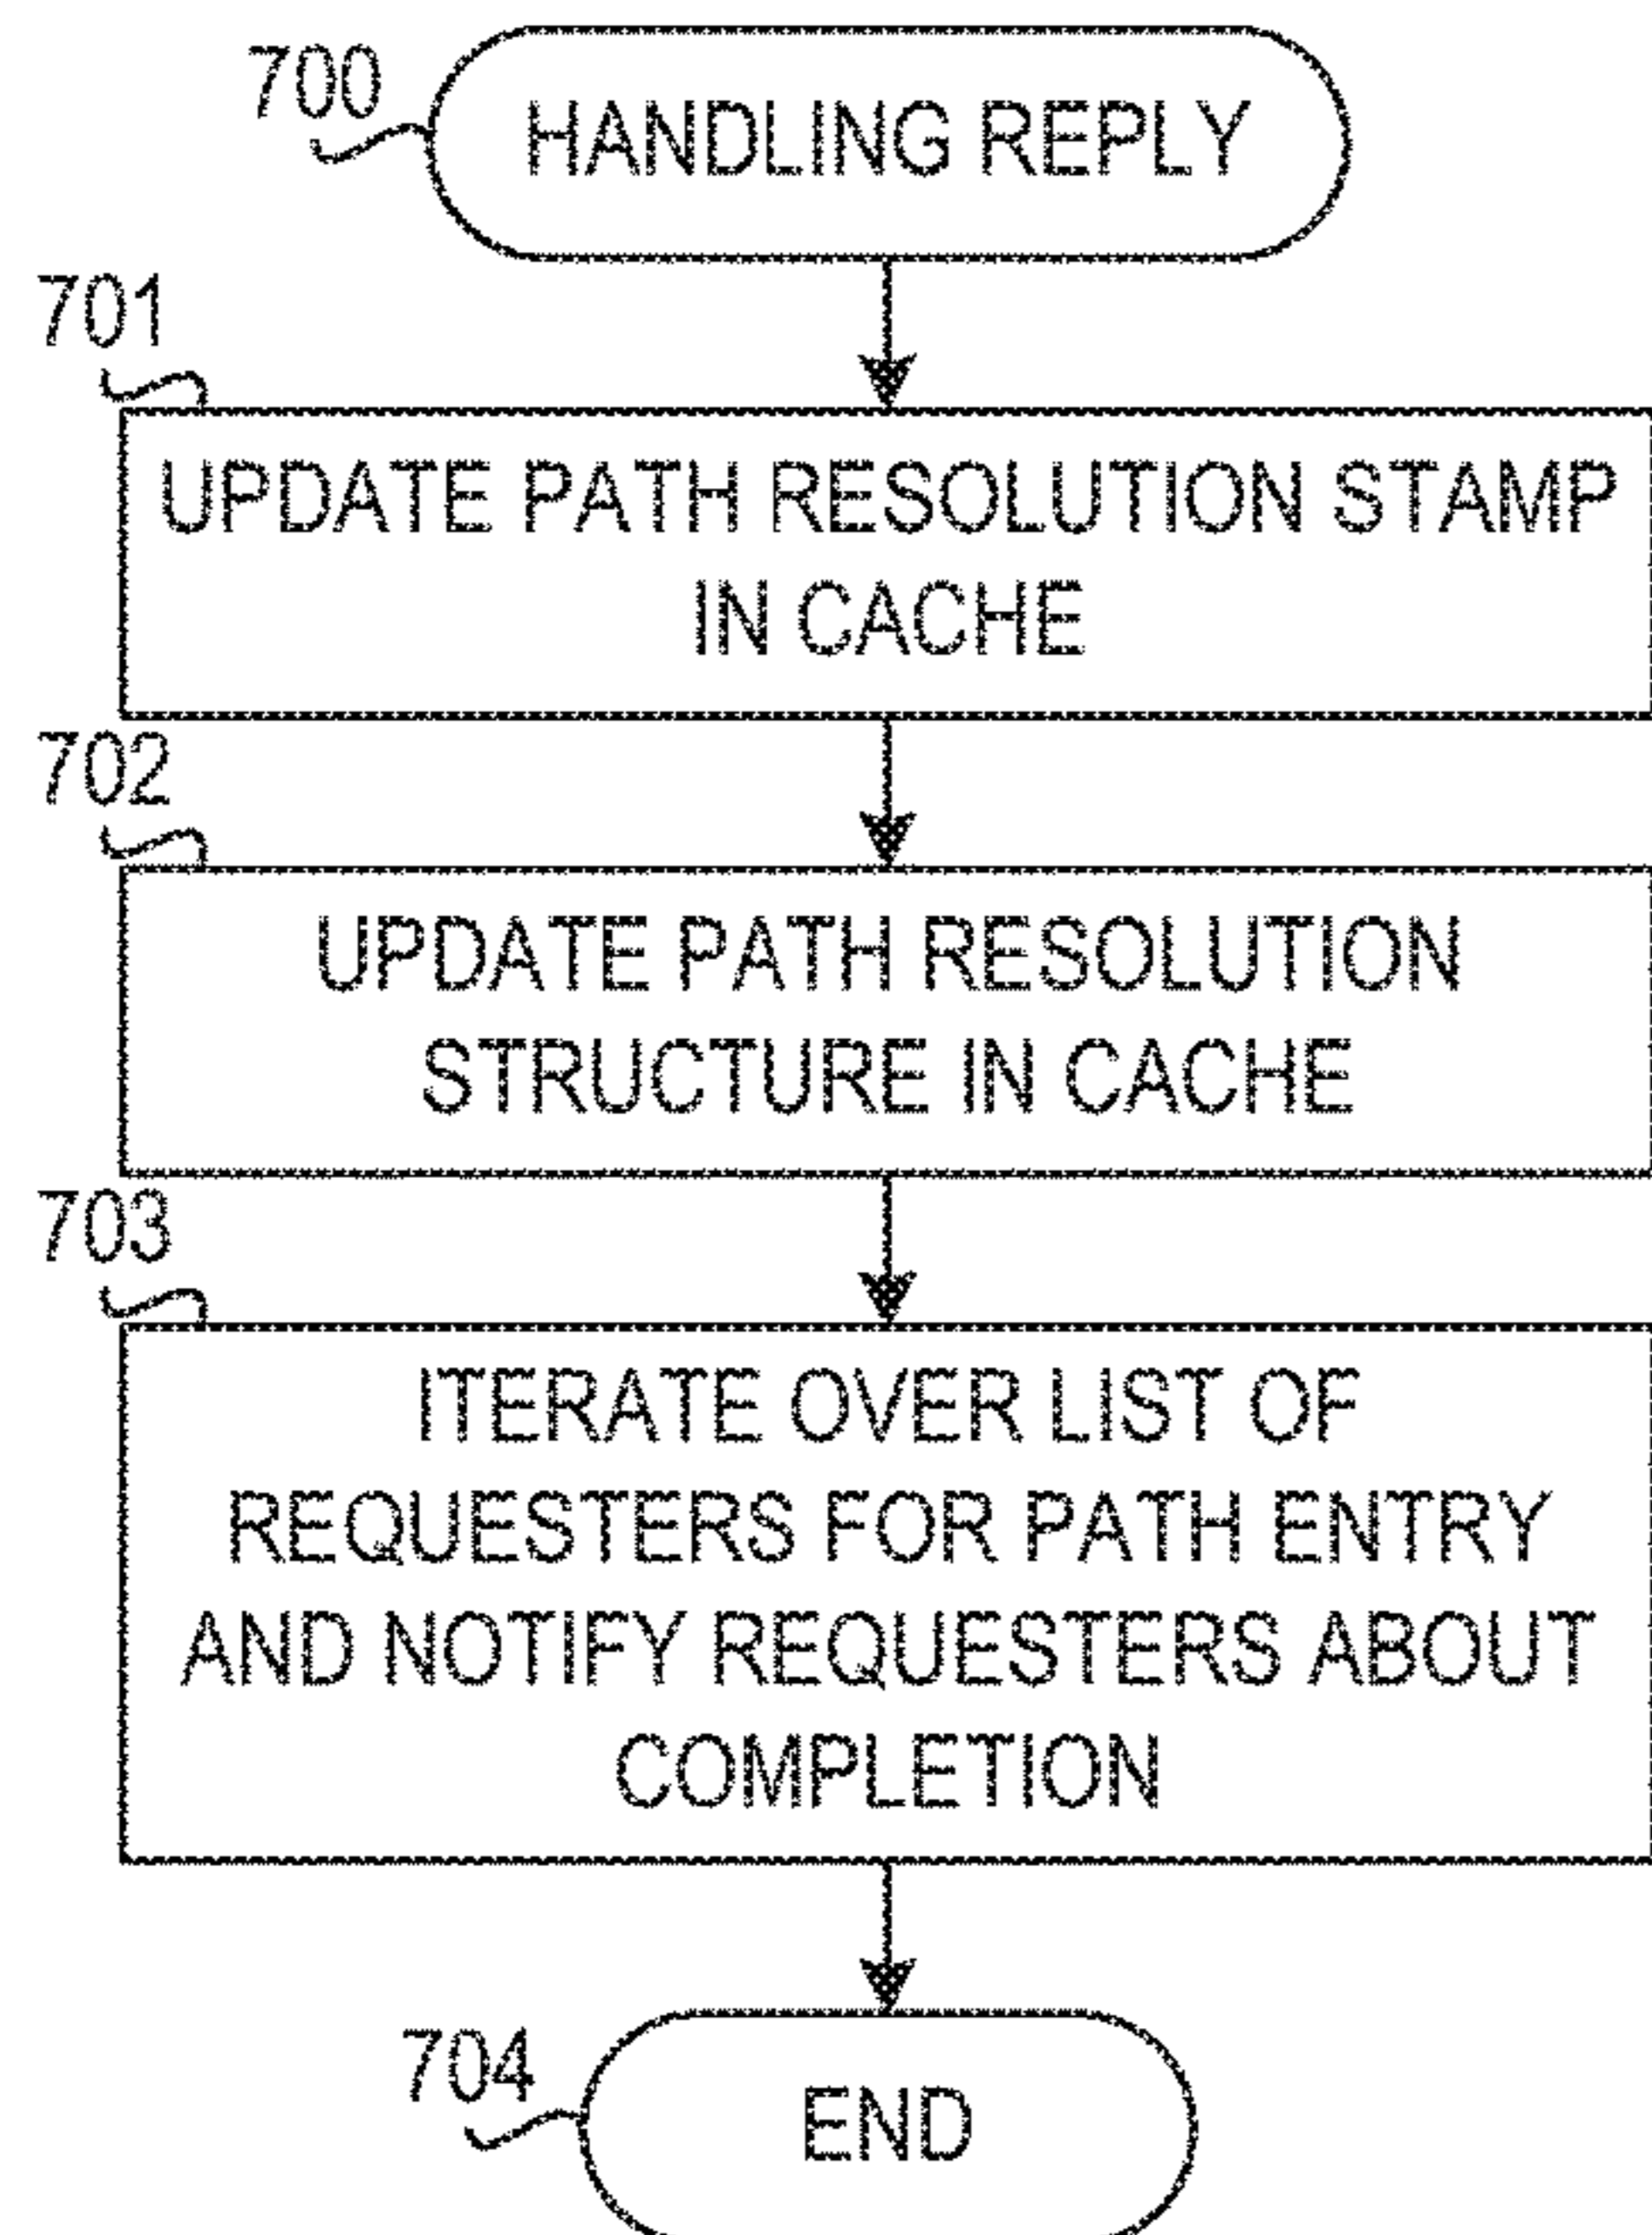 700
HANDLING REPLY
701
UPDATE PATH RESOLUTION STAMP
IN CACHE
702
UPDATE PATH RESOLUTION
STRUCTURE IN CACHE
703
ITERATE OVER LIST OF
REQUESTERS FOR PATH ENTRY
AND NOTIFY REQUESTERS ABOUT
COMPLETION
704
END